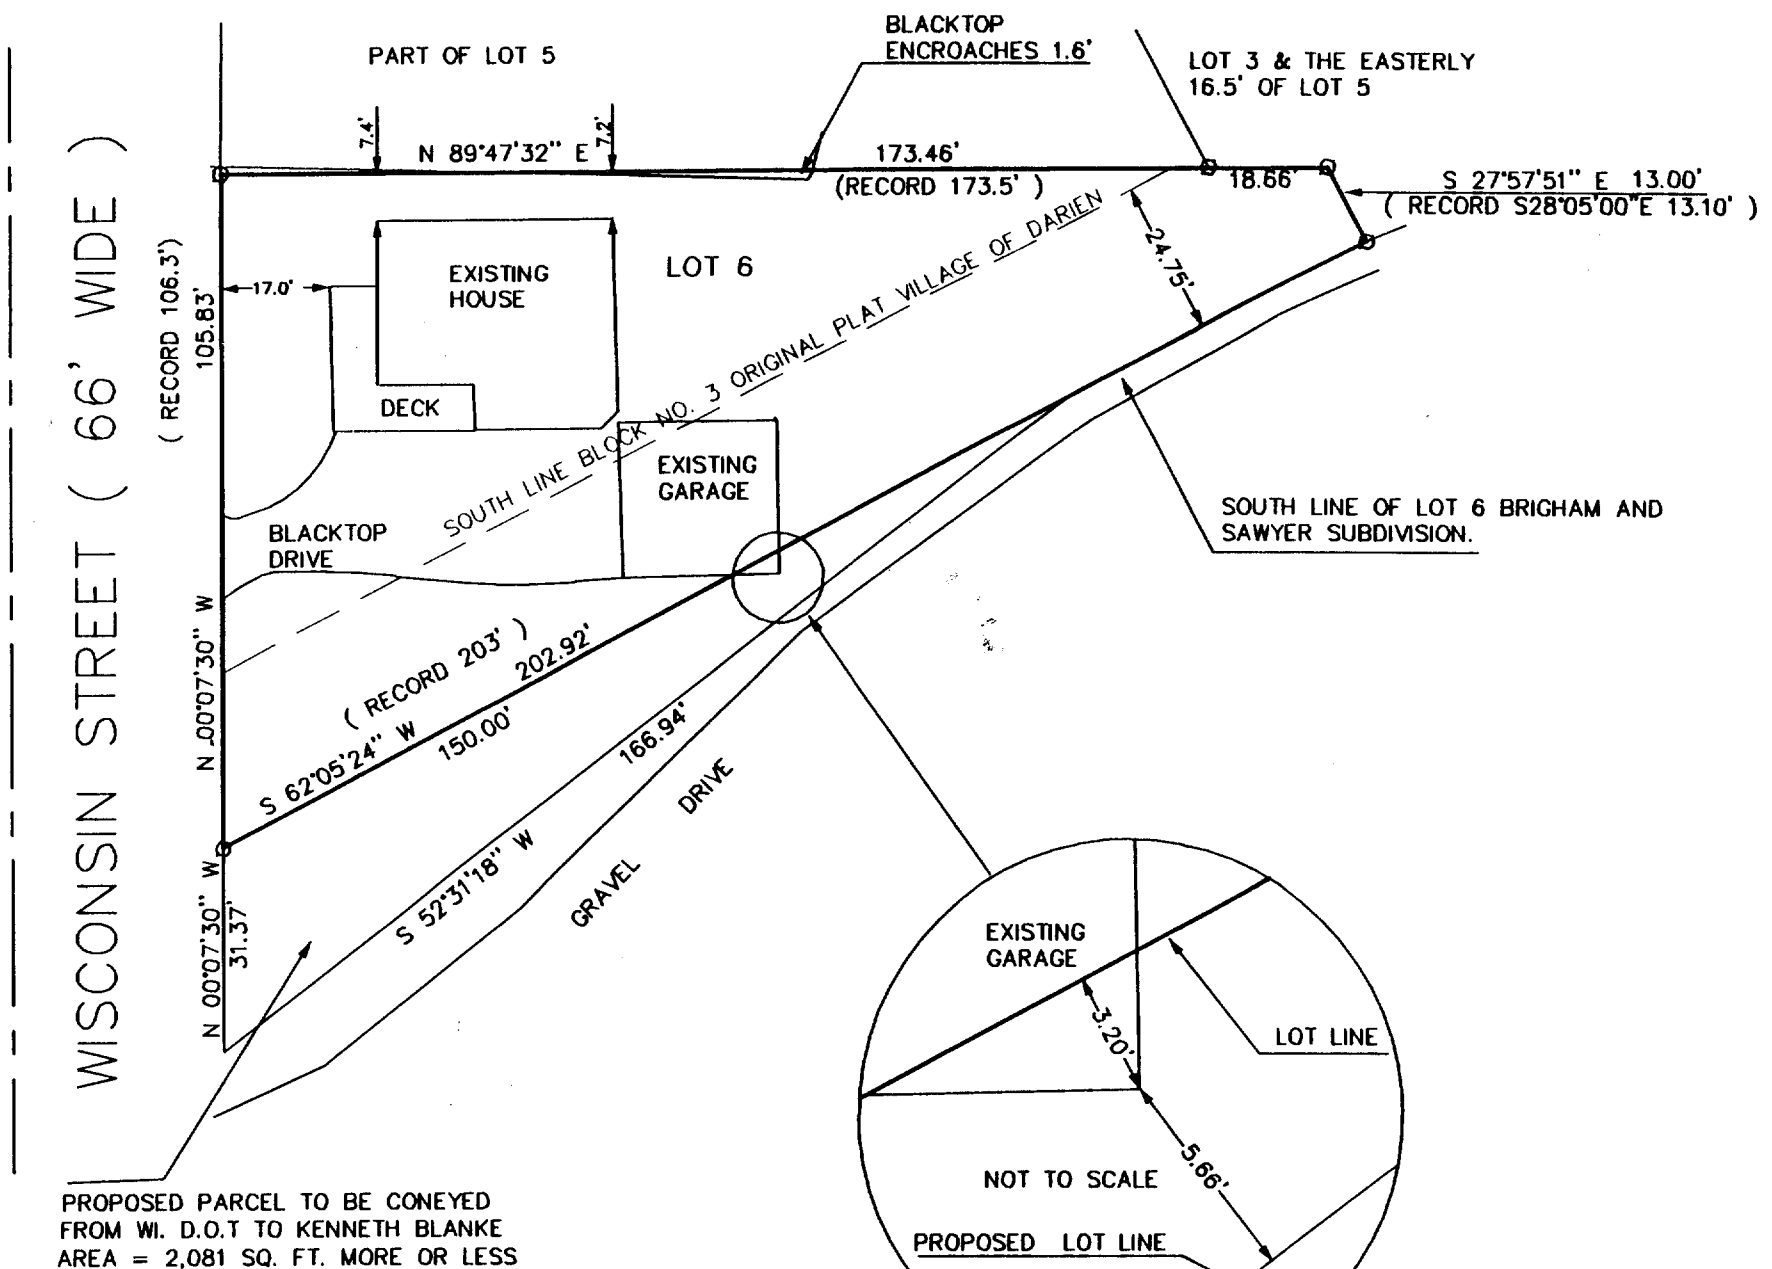 PART OF LOT 5
BLACKTOP
ENCROACHES 1.6'
LOT 3 & THE EASTERLY
16.5' OF LOT 5
7.4'
7.2'
N 89°47'32" E
173.46'
(RECORD 173.5' )
18.66'
S 27°57'51" E 13.00'
( RECORD S28°05'00"E 13.10' )
WISCONSIN STREET ( 66' WIDE )
( RECORD 106.3')
105.83'
N 00°07'30" W
17.0'
EXISTING
HOUSE
LOT 6
DECK
24.75'
SOUTH LINE BLOCK NO. 3 ORIGINAL PLAT VILLAGE OF DARIEN
EXISTING
GARAGE
BLACKTOP
DRIVE
SOUTH LINE OF LOT 6 BRIGHAM AND
SAWYER SUBDIVISION.
( RECORD 203' )
202.92'
S 62°05'24" W
150.00'
166.94'
S 52°31'18" W
GRAVEL DRIVE
N 00°07'30" W
31.37'
EXISTING
GARAGE
3.20'
LOT LINE
5.66'
NOT TO SCALE
PROPOSED LOT LINE
PROPOSED PARCEL TO BE CONEYED
FROM WI. D.O.T TO KENNETH BLANKE
AREA = 2,081 SQ. FT. MORE OR LESS